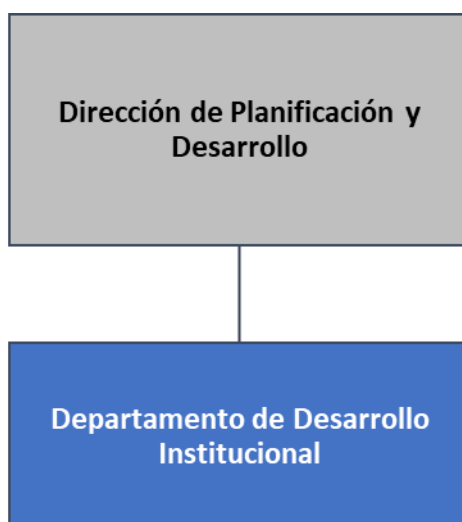 Dirección de Planificación y
Desarrollo
Departamento de Desarrollo
Institucional